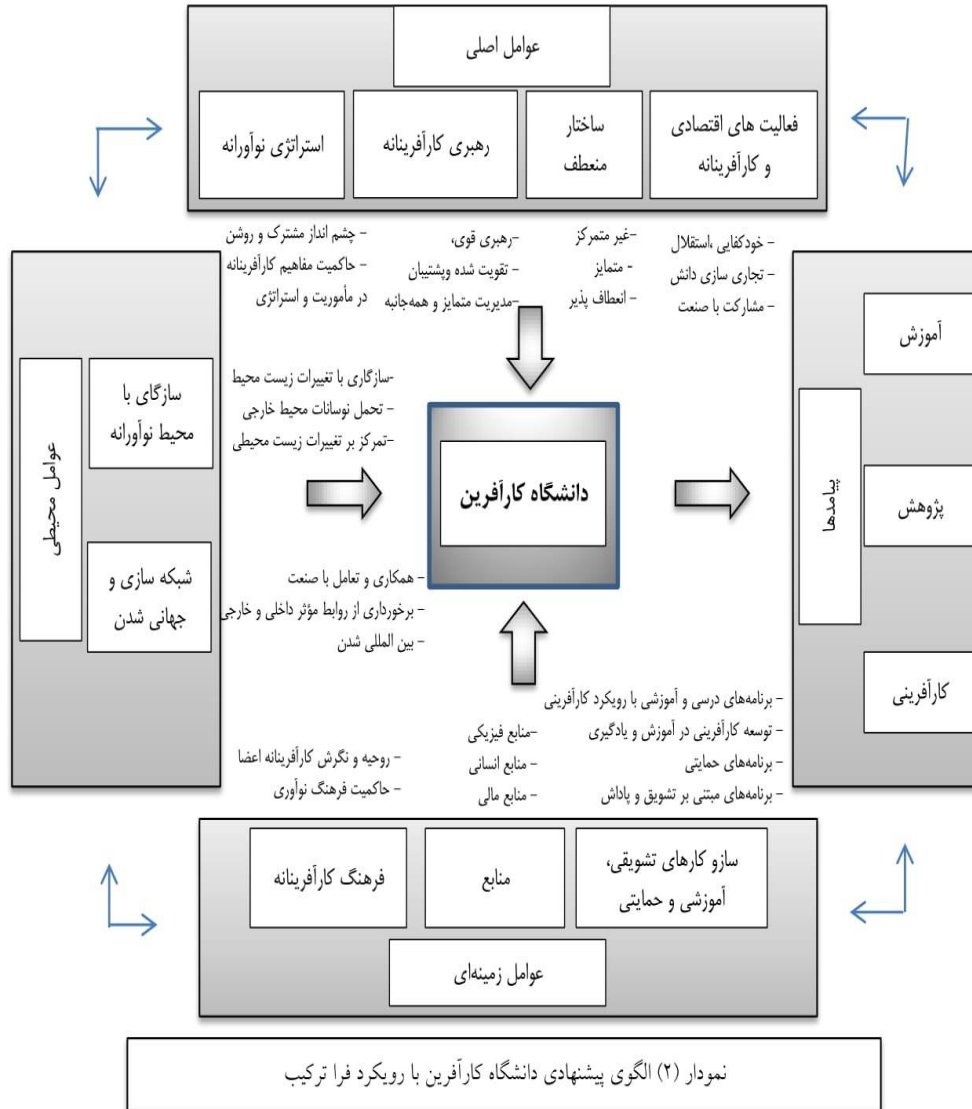 عوامل اصلی
فعالیت های اقتصادی
و کارآفرینانه
ساختار
منعطف
رهبری کارآفرینانه
استراتژی نوآورانه
- خودکفایی ،استقلال
- تجاری سازی دانش
- مشارکت با صنعت
-غیر متمرکز
- متمایز
- انعطاف پذیر
-رهبری قوی،
- تقویت شده وپشتیبان
-مدیریت متمایز و همه‌جانبه
- چشم انداز مشترک و روشن
- حاکمیت مفاهیم کارآفرینانه
در مأموریت و استراتژی
آموزش
پژوهش
کارآفرینی
پیامدها
دانشگاه کارآفرین
-سازگاری با تغییرات زیست محیط
- تحمل نوسانات محیط خارجی
-تمرکز بر تغییرات زیست محیطی
- همکاری و تعامل با صنعت
- برخورداری از روابط مؤثر داخلی و خارجی
- بین المللی شدن
سازگای با
محیط نوآورانه
شبکه سازی و
جهانی شدن
عوامل محیطی
- برنامه‌های درسی و آموزشی با رویکرد کارآفرینی
- توسعه کارآفرینی در آموزش و یادگیری
- برنامه‌های حمایتی
- برنامه‌های مبتنی بر تشویق و پاداش
-منابع فیزیکی
- منابع انسانی
- منابع مالی
- روحیه و نگرش کارآفرینانه اعضا
- حاکمیت فرهنگ نوآوری
سازو کارهای تشویقی،
آموزشی و حمایتی
منابع
فرهنگ کارآفرینانه
عوامل زمینه‌ای
نمودار (۲) الگوی پیشنهادی دانشگاه کارآفرین با رویکرد فرا ترکیب